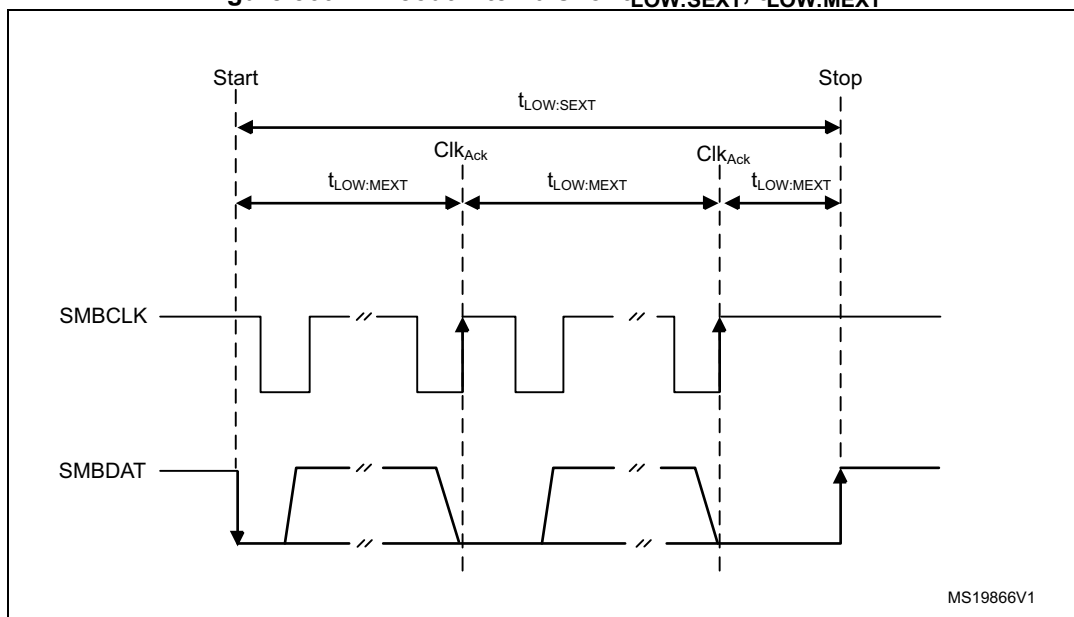 Start
Stop
tLOW:SEXT
ClkAck
ClkAck
tLOW:MEXT
tLOW:MEXT
tLOW:MEXT
SMBCLK
SMBDAT
MS19866V1